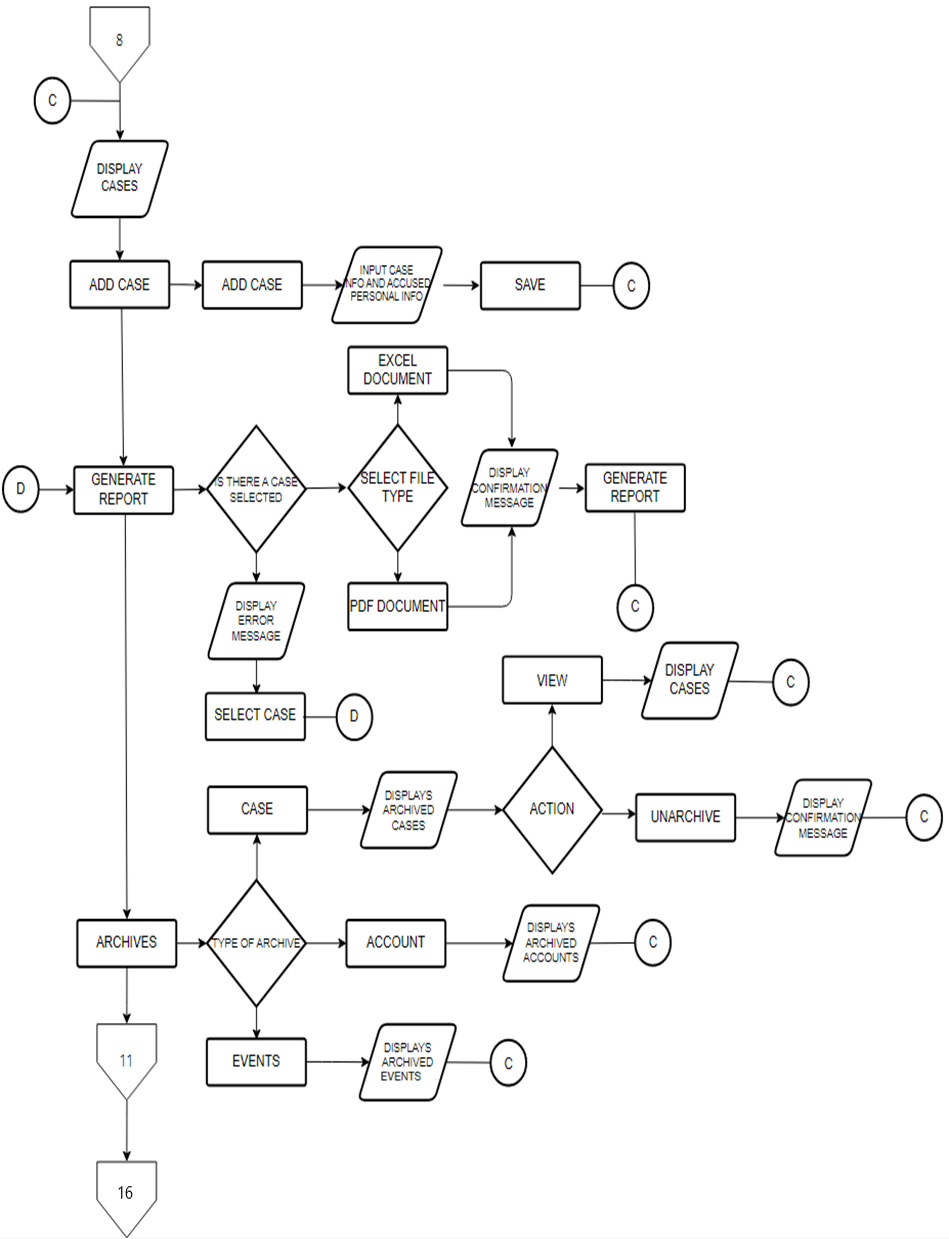 8
C
DISPLAY
CASES
ADD CASE
ADD CASE
INPUT CASE
INFO AND ACCUSED
PERSONAL INFO
SAVE
C
EXCEL
DOCUMENT
D
GENERATE
REPORT
IS THERE A CASE
SELECTED
SELECT FILE
TYPE
DISPLAY
CONFIRMATION
MESSAGE
GENERATE
REPORT
PDF DOCUMENT
C
DISPLAY
ERROR
MESSAGE
SELECT CASE
D
VIEW
DISPLAY
CASES
C
CASE
DISPLAYS
ARCHIVED
CASES
ACTION
UNARCHIVE
DISPLAY
CONFIRMATION
MESSAGE
C
ARCHIVES
TYPE OF ARCHIVE
ACCOUNT
DISPLAYS
ARCHIVED
ACCOUNTS
C
11
EVENTS
DISPLAYS
ARCHIVED
EVENTS
C
16